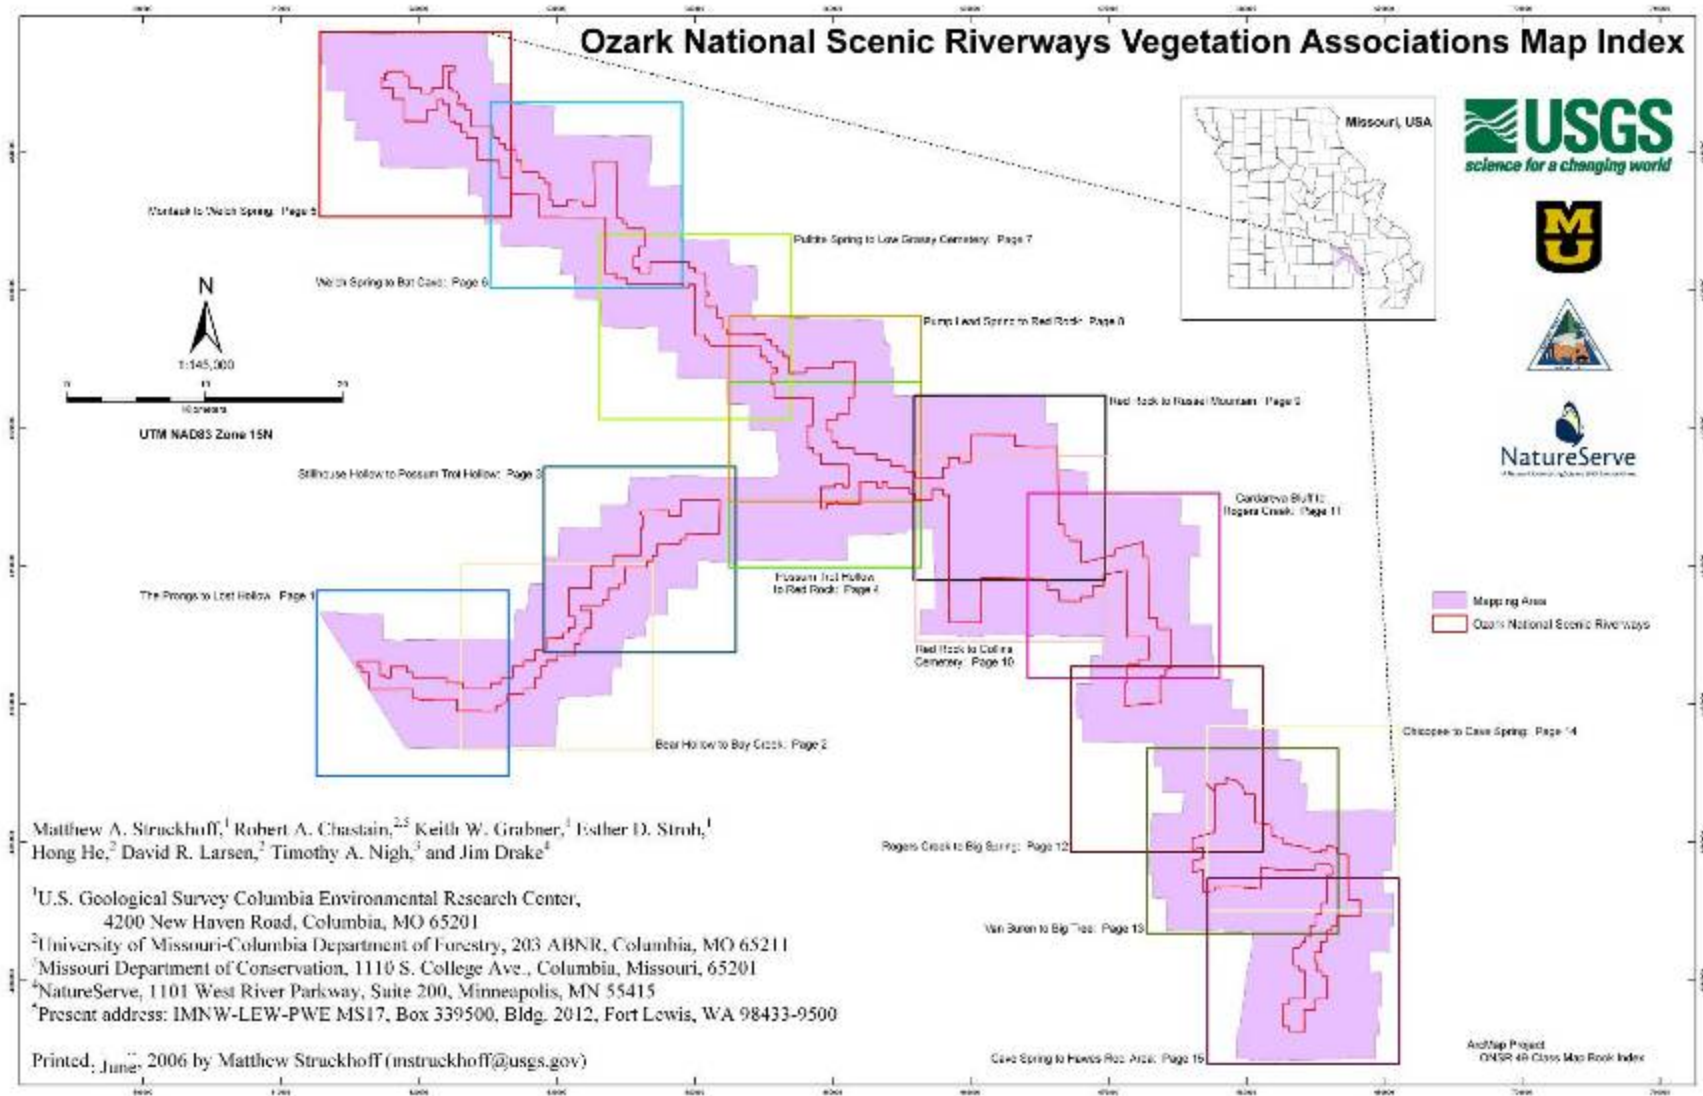 Ozark National Scenic Riverways Vegetation Associations Map Index
Missouri, USA
USGS
science for a changing world
MU
NatureServe
Montauk to Welch Spring: Page 5
Welch Spring to Bat Cave: Page 6
Pulltite Spring to Low Grassy Cemetery: Page 7
Pump Lead Spring to Red Rock: Page 8
Red Rock to Russel Mountain: Page 9
N
1:145,000
0 10 20
Kilometers
UTM NAD83 Zone 15N
Stillhouse Hollow to Possum Trot Hollow: Page 3
Cardareva Bluff to
Rogers Creek: Page 11
The Prongs to Lost Hollow: Page 1
Possum Trot Hollow
to Red Rock: Page 4
Mapping Area
Ozark National Scenic Riverways
Red Rock to Collins
Cemetery: Page 10
Bear Hollow to Bay Creek: Page 2
Chicopee to Cave Spring: Page 14
Rogers Creek to Big Spring: Page 12
Van Buren to Big Tree: Page 13
Cave Spring to Hawes Rec Area: Page 15
Matthew A. Struckhoff,1 Robert A. Chastain,2,5 Keith W. Grabner,1 Esther D. Stroh,1
Hong He,2 David R. Larsen,2 Timothy A. Nigh,3 and Jim Drake4
1U.S. Geological Survey Columbia Environmental Research Center,
4200 New Haven Road, Columbia, MO 65201
2University of Missouri-Columbia Department of Forestry, 203 ABNR, Columbia, MO 65211
3Missouri Department of Conservation, 1110 S. College Ave., Columbia, Missouri, 65201
4NatureServe, 1101 West River Parkway, Suite 200, Minneapolis, MN 55415
5Present address: IMNW-LEW-PWE MS17, Box 339500, Bldg. 2012, Fort Lewis, WA 98433-9500
Printed, June, 2006 by Matthew Struckhoff (mstruckhoff@usgs.gov)
ArcMap Project
ONSR 49 Class Map Book Index